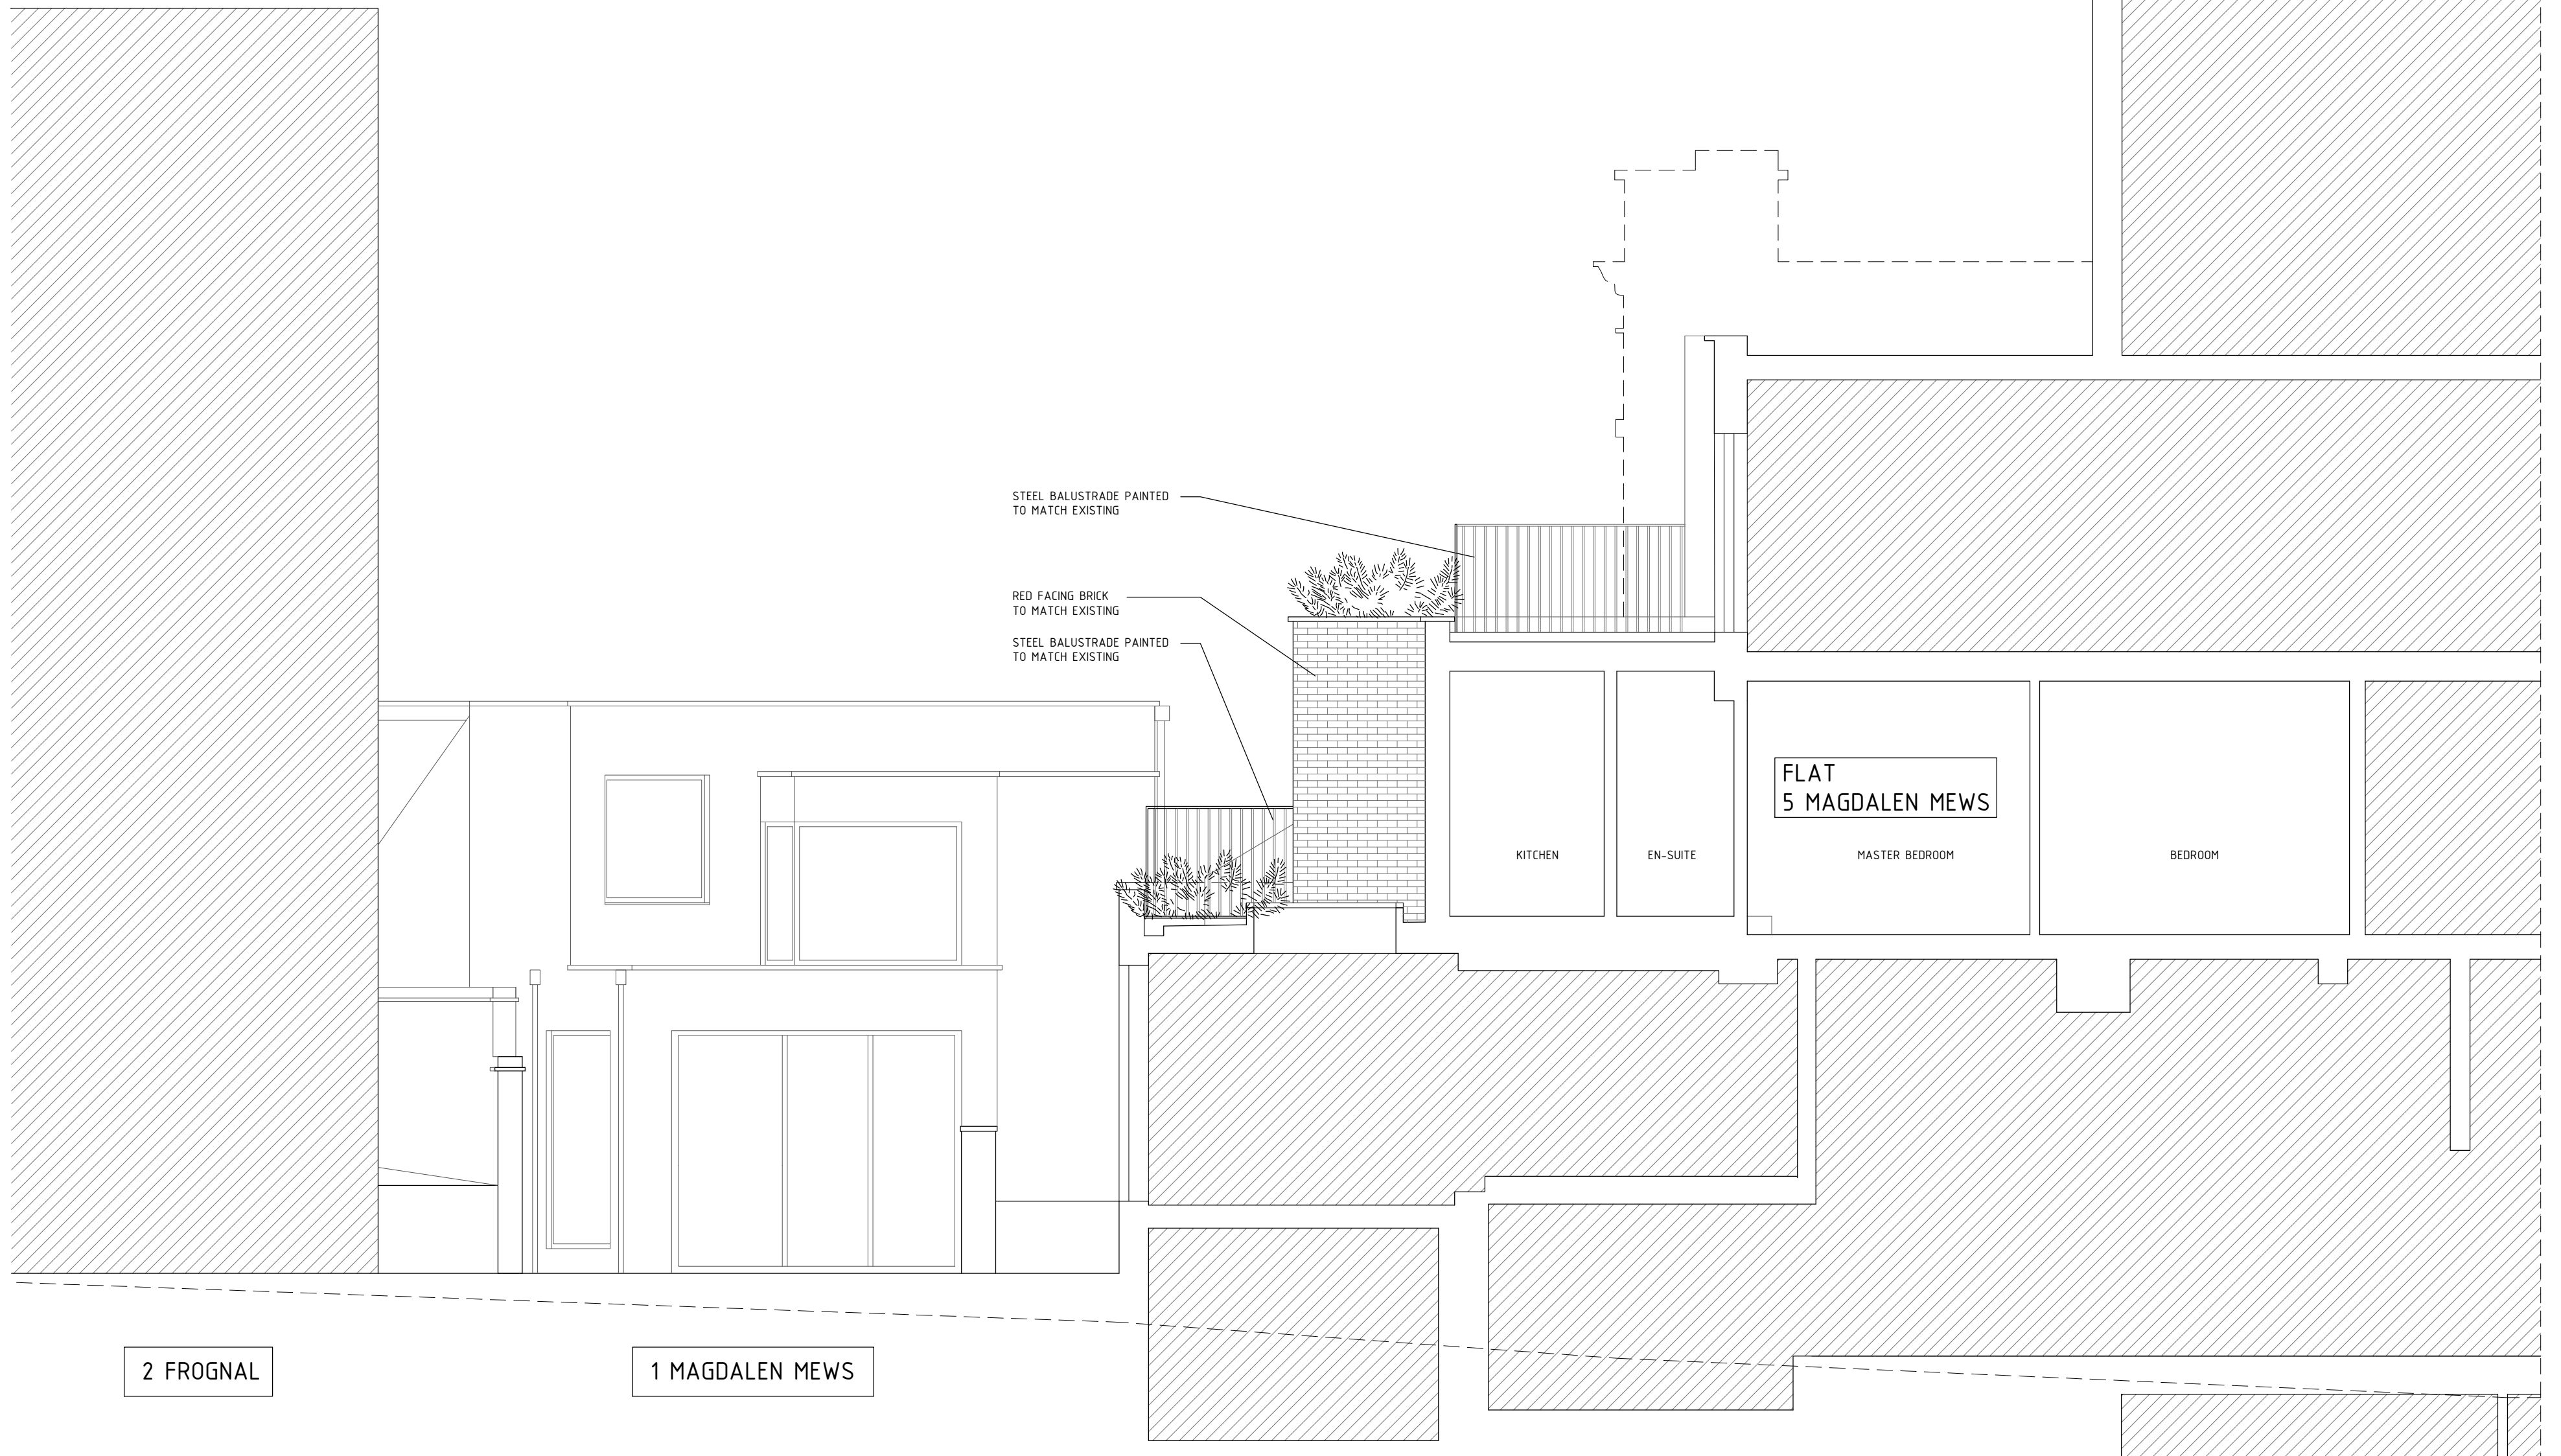 STEEL BALUSTRADE PAINTED
TO MATCH EXISTING
RED FACING BRICK
TO MATCH EXISTING
STEEL BALUSTRADE PAINTED
TO MATCH EXISTING
FLAT
5 MAGDALEN MEWS
KITCHEN
EN-SUITE
MASTER BEDROOM
BEDROOM
2 FROGNAL
1 MAGDALEN MEWS